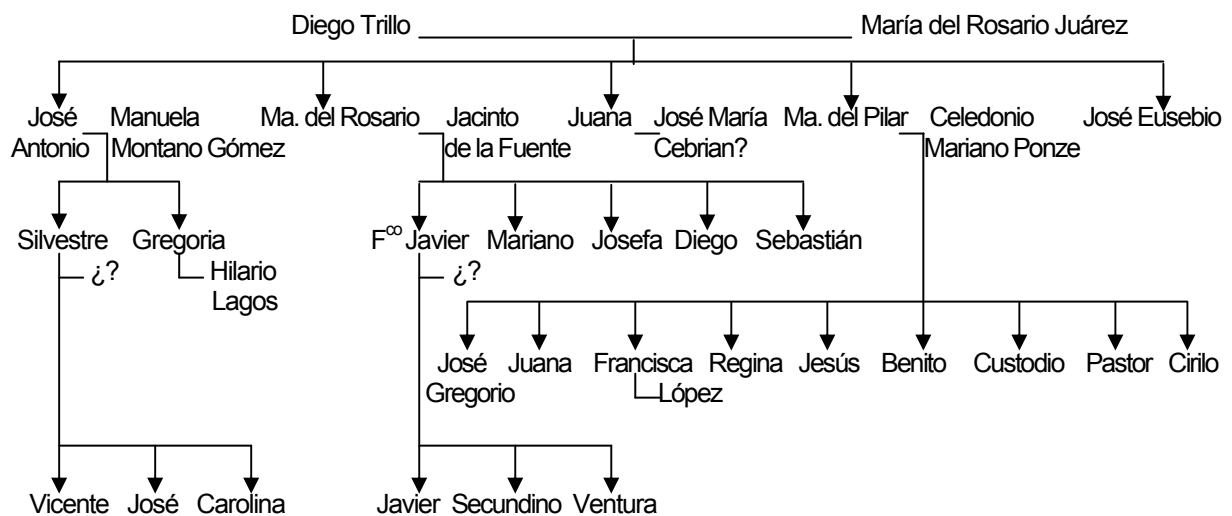 Diego Trillo María del Rosario Juárez
José Manuela Ma. del Rosario Jacinto Juana José María Ma. del Pilar Celedonio José Eusebio
Antonio Montano Gómez de la Fuente Cebrian? Mariano Ponze
Silvestre Gregoria Fᶜᵒ Javier Mariano Josefa Diego Sebastián
¿? Hilario ¿?
Lagos
José Juana Francisca Regina Jesús Benito Custodio Pastor Cirilo
Gregorio López
Vicente José Carolina Javier Secundino Ventura